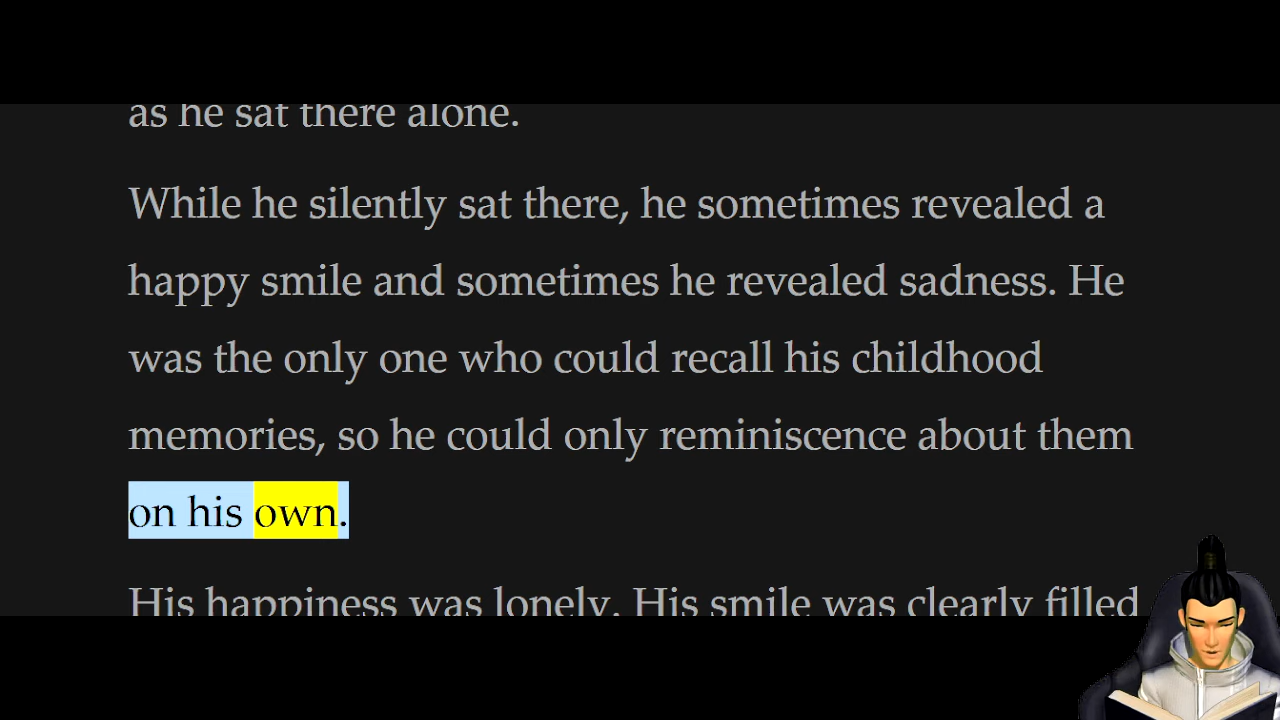 as he sat there alone.
While he silently sat there, he sometimes revealed a
happy smile and sometimes he revealed sadness. He
was the only one who could recall his childhood
memories, so he could only reminiscence about them
on his own.
His happiness was lonely. His smile was clearly filled